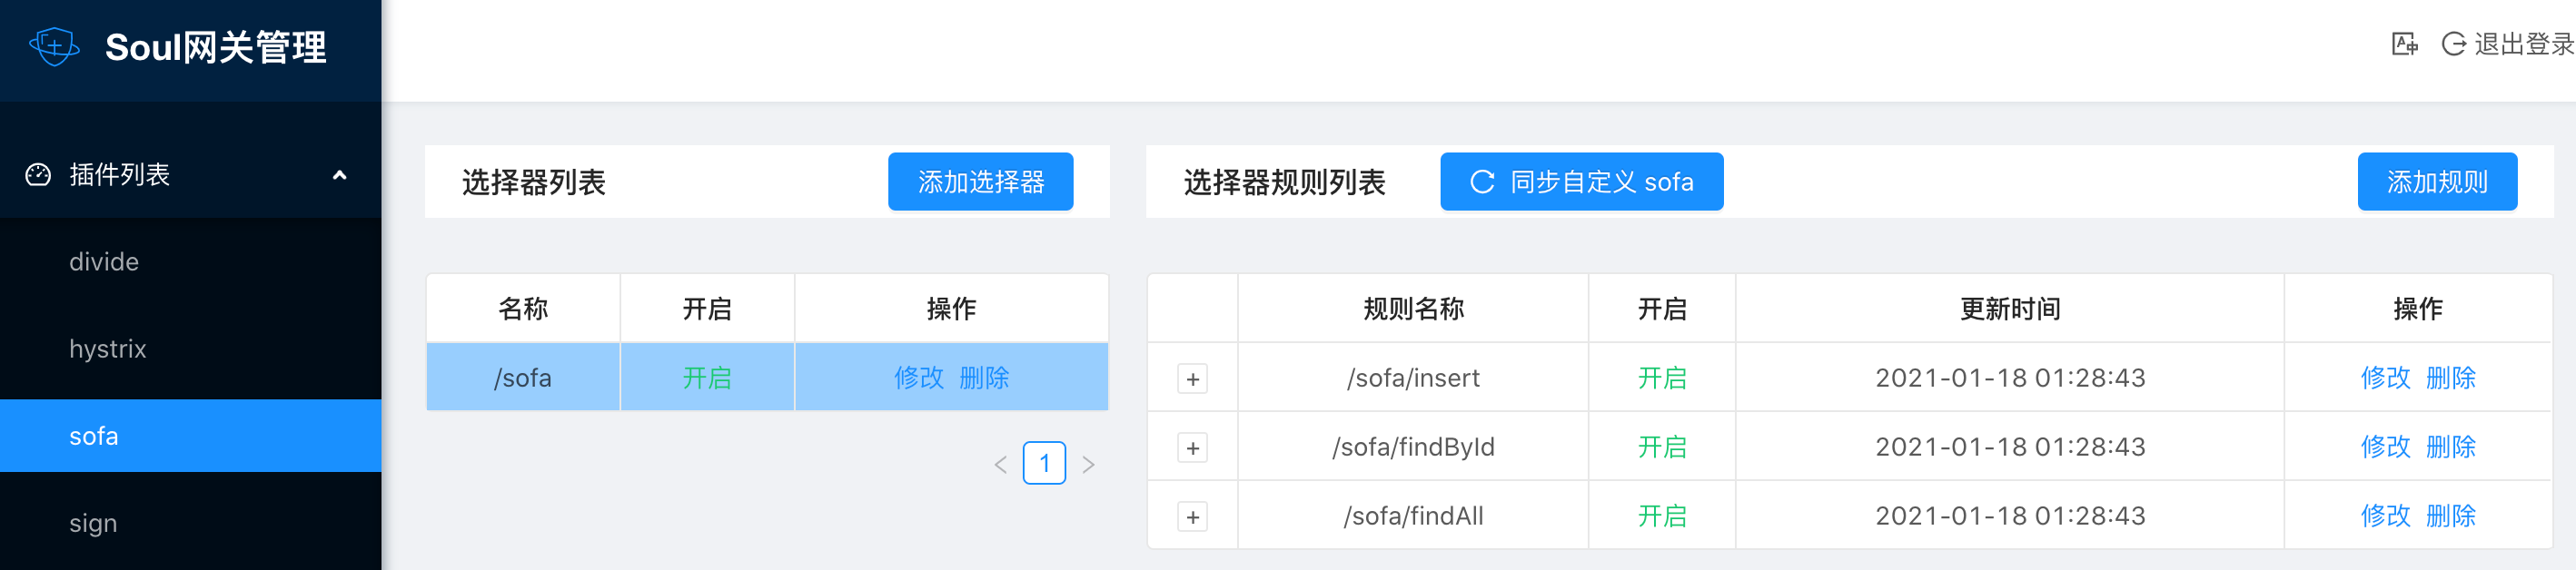 Soul网关管理
退出登录
插件列表
divide
hystrix
sofa
sign
选择器列表
添加选择器
名称 开启 操作
/sofa 开启 修改 删除
1
选择器规则列表
同步自定义 sofa
添加规则
规则名称 开启 更新时间 操作
/sofa/insert 开启 2021-01-18 01:28:43 修改 删除
/sofa/findById 开启 2021-01-18 01:28:43 修改 删除
/sofa/findAll 开启 2021-01-18 01:28:43 修改 删除